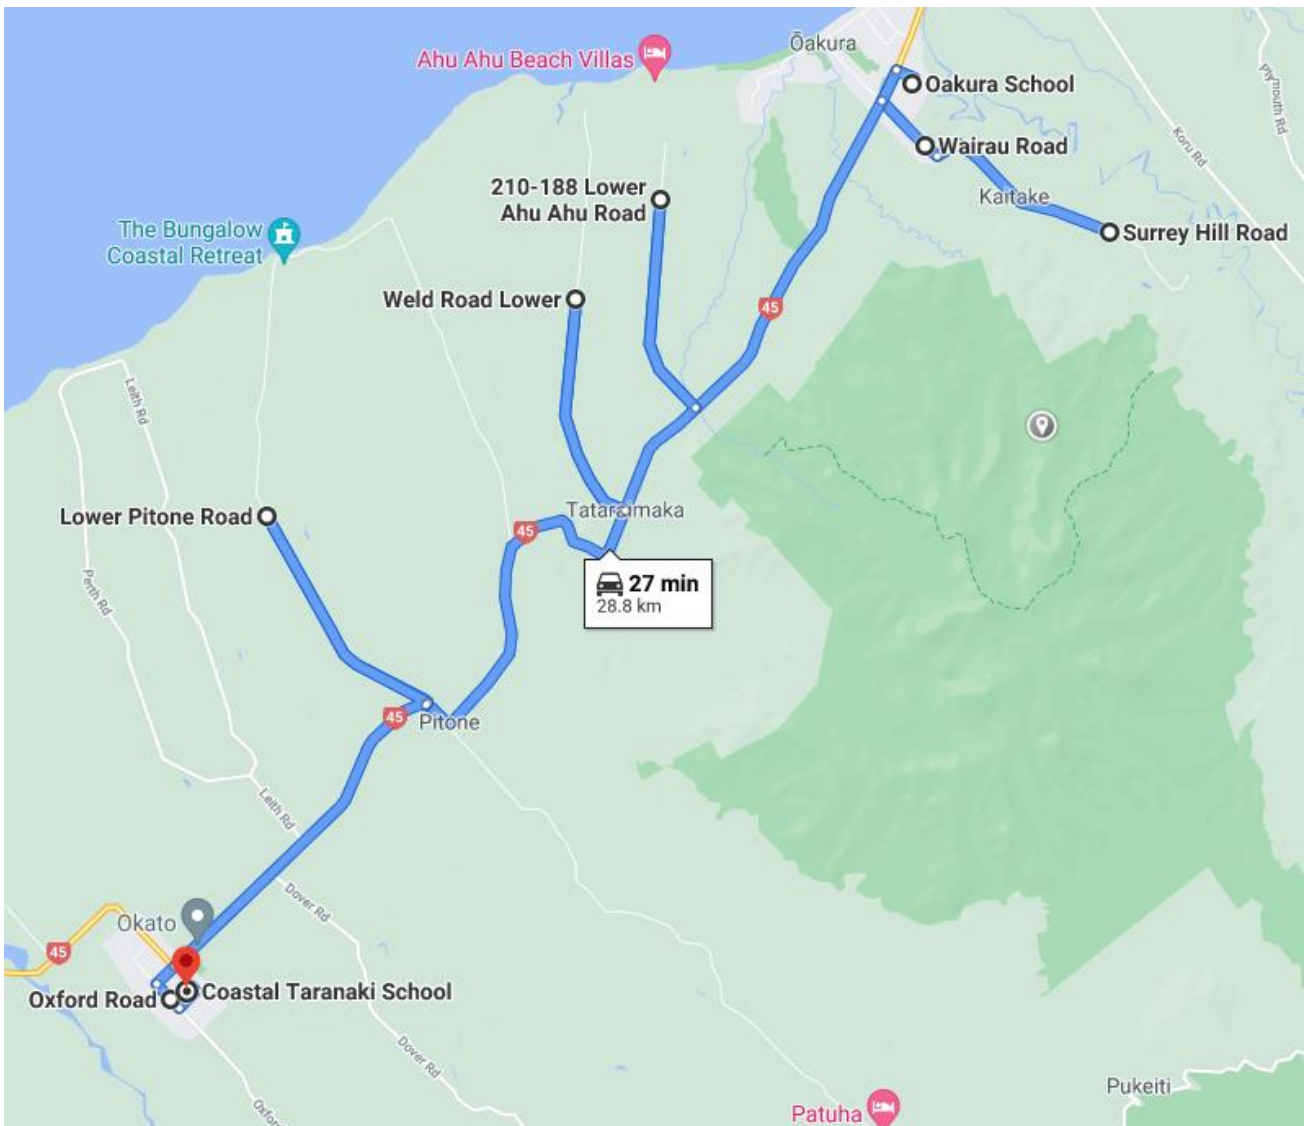 Ōakura
Ahu Ahu Beach Villas
Oakura School
Plymouth Rd
Koru Rd
Wairau Road
210-188 Lower
Ahu Ahu Road
Kaitake
Surrey Hill Road
The Bungalow
Coastal Retreat
Weld Road Lower
45
Leith Rd
Lower Pitone Road
Tataraimaka
45
27 min
28.8 km
Perth Rd
45
Pitone
Leith Rd
Dover Rd
Okato
45
Oxford Road
Coastal Taranaki School
Dover Rd
Pukeiti
Patuha